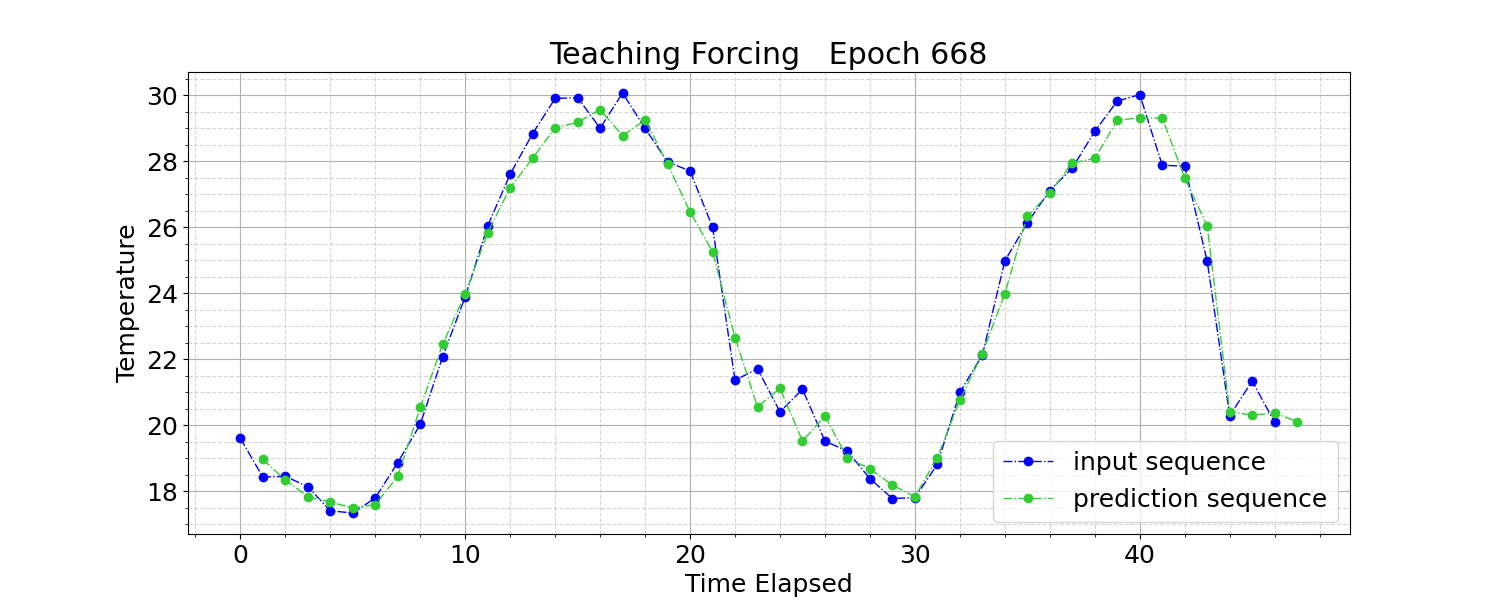 Teaching Forcing   Epoch 668
Temperature
30
28
26
24
22
20
18
0
10
20
30
40
Time Elapsed
input sequence
prediction sequence